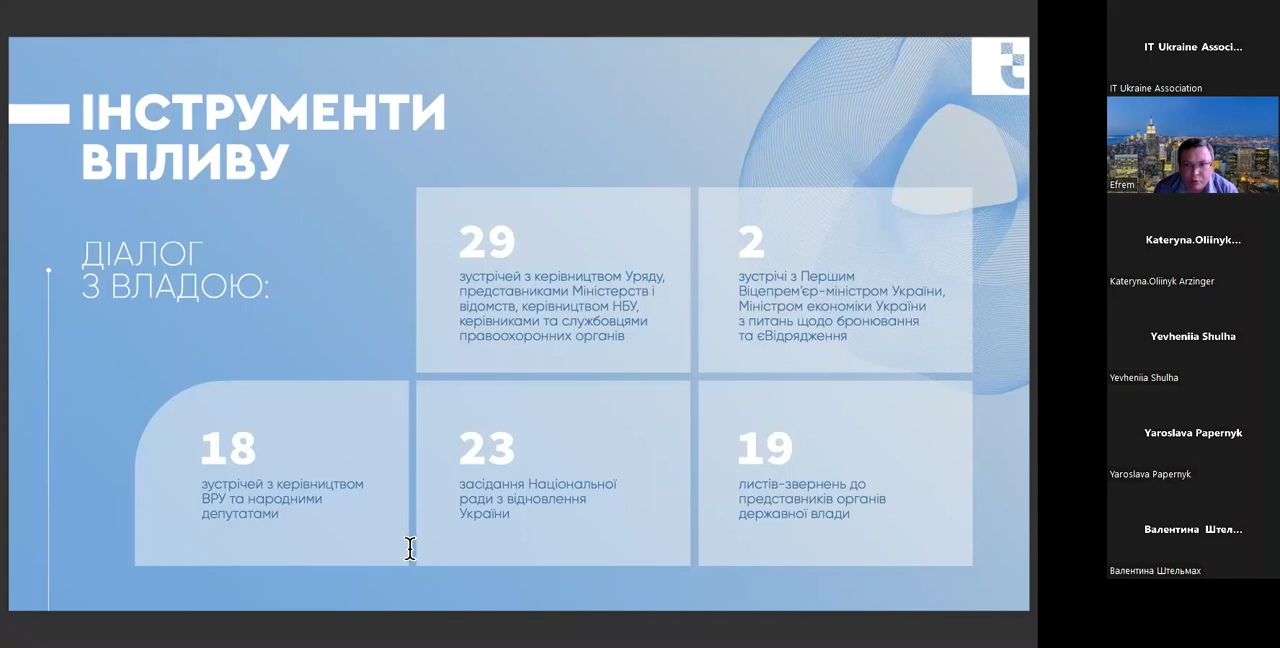 ІНСТРУМЕНТИ
ВПЛИВУ
ДІАЛОГ
З ВЛАДОЮ:
29
зустрічей з керівництвом Уряду,
представниками Міністерств і
відомств, керівництвом НБУ,
керівниками та службовцями
правоохоронних органів
2
зустрічі з Першим
Віцепрем'єр-міністром України,
Міністром економіки України
з питань щодо бронювання
та єВідрядження
18
зустрічей з керівництвом
ВРУ та народними
депутатами
23
засідання Національної
ради з відновлення
України
19
листів-звернень до
представників органів
державної влади
IT Ukraine Associ...
IT Ukraine Association
Efrem
Kateryna.Oliinyk...
Kateryna.Oliinyk Arzinger
Yevheniia Shulha
Yevheniia Shulha
Yaroslava Papernyk
Yaroslava Papernyk
Валентина Штел...
Валентина Штельмах